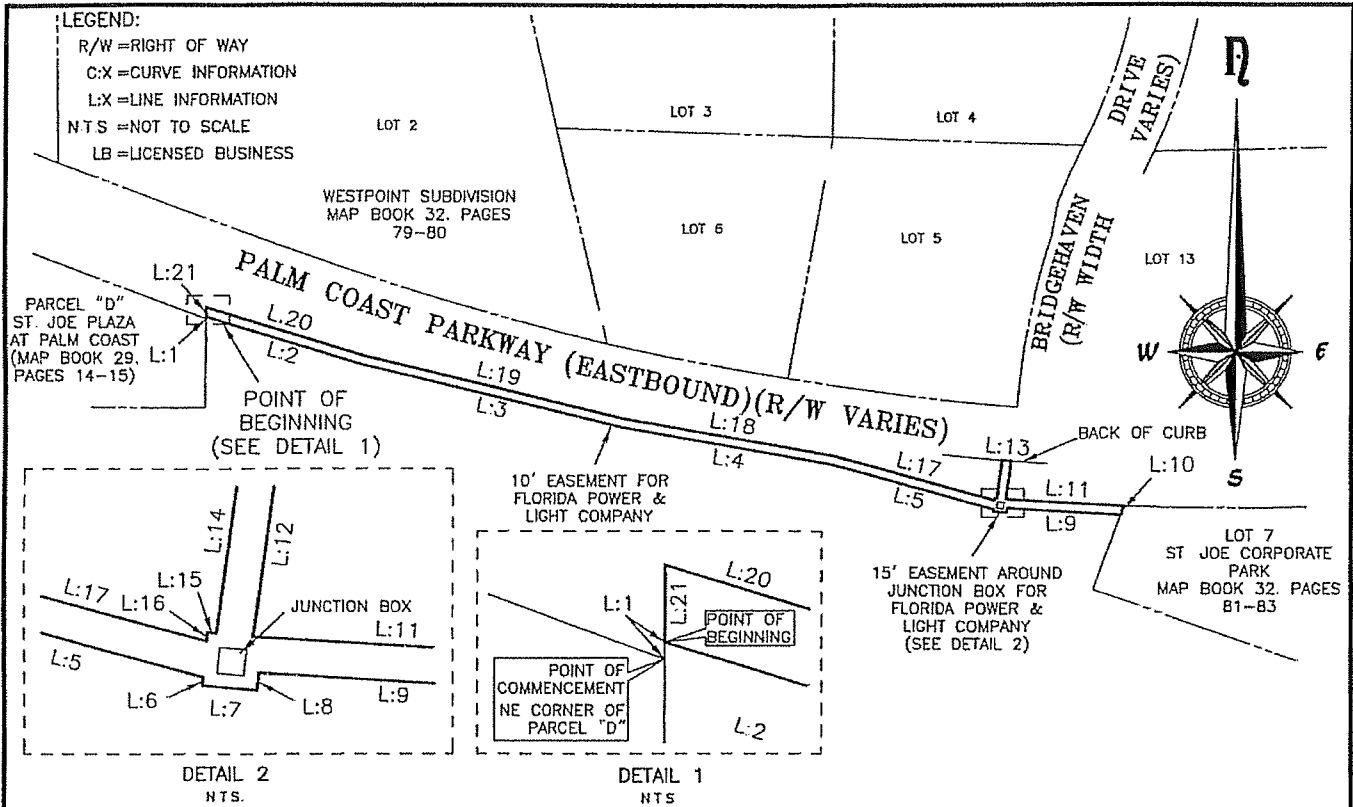 LEGEND:
R/W =RIGHT OF WAY
C:X =CURVE INFORMATION
L:X =LINE INFORMATION
N.T.S =NOT TO SCALE
LB =LICENSED BUSINESS
LOT 2
LOT 3
LOT 4
DRIVE
VARIES)
WESTPOINT SUBDIVISION
MAP BOOK 32. PAGES
79-80
LOT 6
LOT 5
BRIDGEHAVEN
(R/W WIDTH
LOT 13
N
W
E
S
L:21
PARCEL "D"
ST. JOE PLAZA
AT PALM COAST
(MAP BOOK 29.
PAGES 14-15)
L:1
PALM COAST PARKWAY (EASTBOUND)(R/W VARIES)
L:20
L:2
L:19
L:3
L:18
L:4
L:17
L:5
L:13
BACK OF CURB
L:10
L:11
L:9
POINT OF
BEGINNING
(SEE DETAIL 1)
10' EASEMENT FOR
FLORIDA POWER &
LIGHT COMPANY
15' EASEMENT AROUND
JUNCTION BOX FOR
FLORIDA POWER &
LIGHT COMPANY
(SEE DETAIL 2)
LOT 7
ST JOE CORPORATE
PARK
MAP BOOK 32. PAGES
81-83
L:14
L:12
L:17
L:15
L:16
JUNCTION BOX
L:11
L:5
L:6
L:7
L:8
L:9
DETAIL 2
NTS.
L:1
L:21
L:20
POINT OF
BEGINNING
POINT OF
COMMENCEMENT
NE CORNER OF
PARCEL "D"
L:2
DETAIL 1
NTS